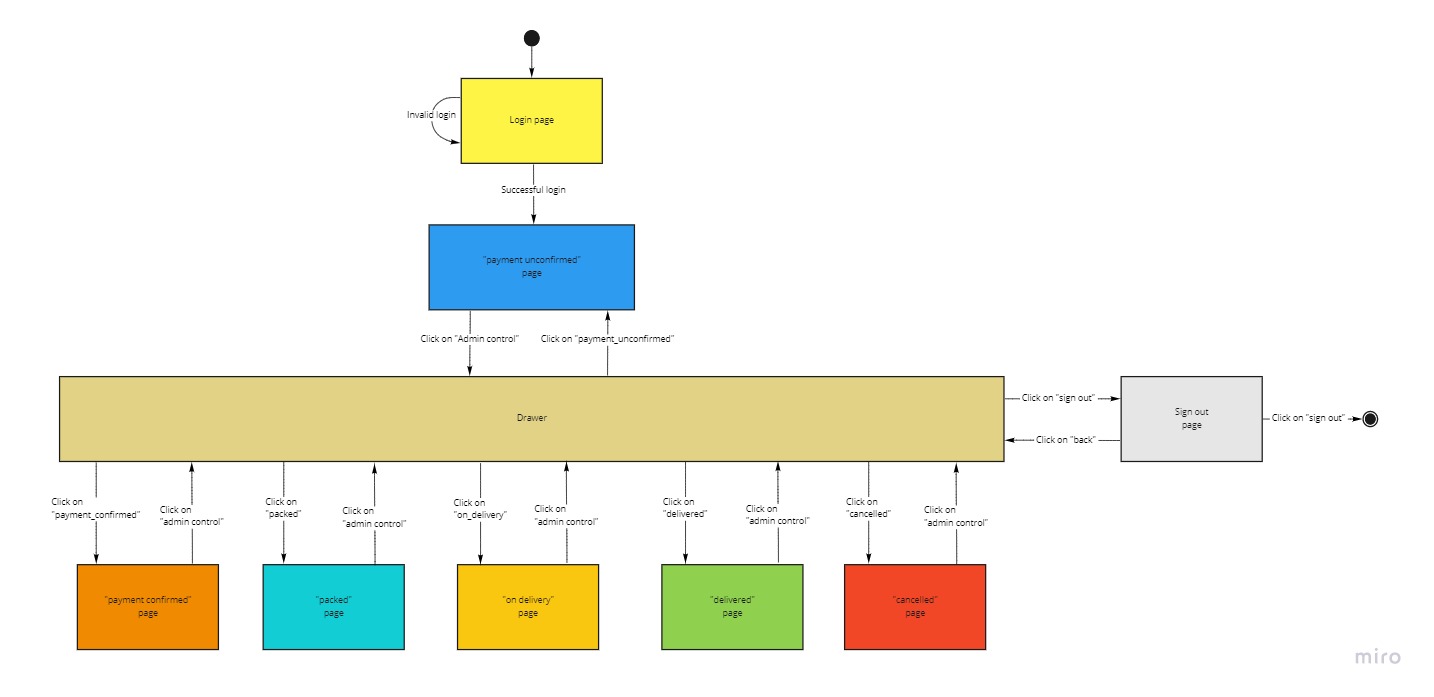 Invalid login
Login page
Successful login
"payment unconfirmed"
page
Click on "Admin control"
Click on "payment_unconfirmed"
Drawer
Click on "sign out"
Click on "back"
Sign out
page
Click on "sign out"
Click on
"payment_confirmed"
Click on
"admin control"
Click on
"packed"
Click on
"admin control"
Click on
"on_delivery"
Click on
"admin control"
Click on
"delivered"
Click on
"admin control"
Click on
"cancelled"
Click on
"admin control"
"payment confirmed"
page
"packed"
page
"on delivery"
page
"delivered"
page
"cancelled"
page
miro